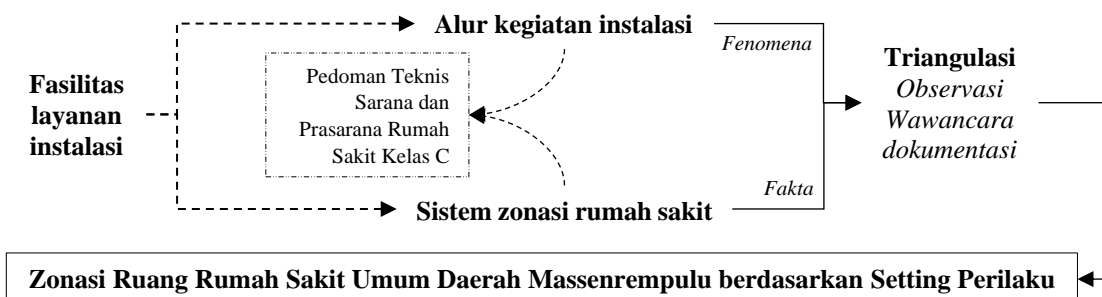 Fasilitas
layanan
instalasi
Alur kegiatan instalasi
Pedoman Teknis
Sarana dan
Prasarana Rumah
Sakit Kelas C
Sistem zonasi rumah sakit
Fenomena
Fakta
Triangulasi
Observasi
Wawancara
dokumentasi
Zonasi Ruang Rumah Sakit Umum Daerah Massenrempulu berdasarkan Setting Perilaku